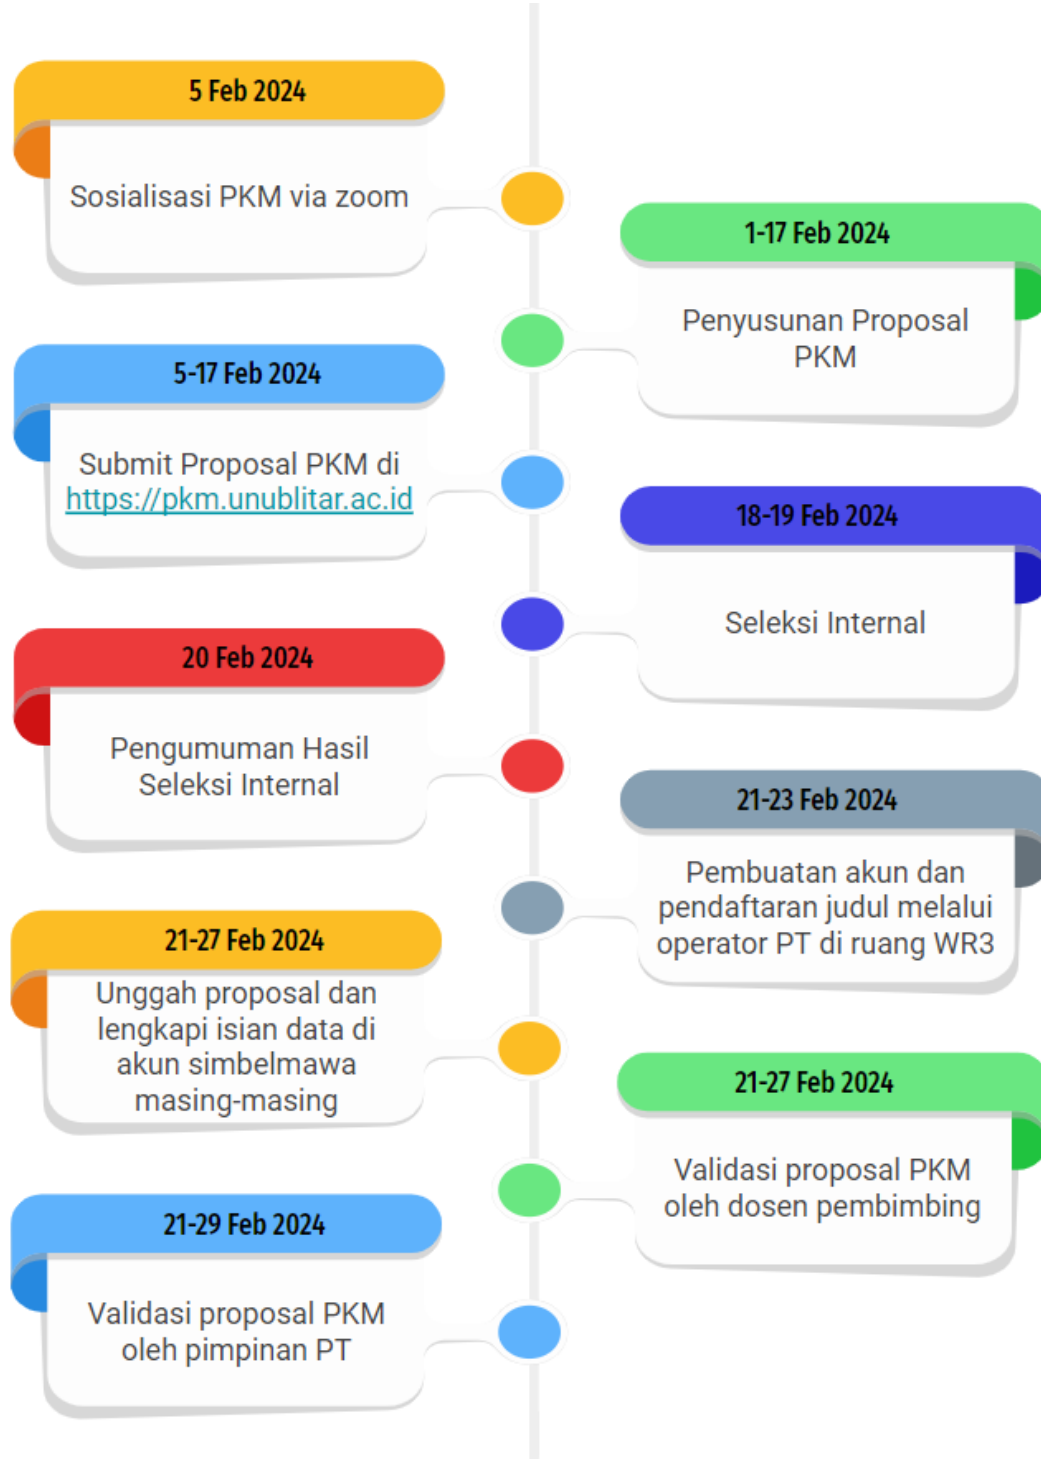 5 Feb 2024
Sosialisasi PKM via zoom
1-17 Feb 2024
Penyusunan Proposal
PKM
5-17 Feb 2024
Submit Proposal PKM di
https://pkm.unublitar.ac.id
18-19 Feb 2024
Seleksi Internal
20 Feb 2024
Pengumuman Hasil
Seleksi Internal
21-23 Feb 2024
Pembuatan akun dan
pendaftaran judul melalui
operator PT di ruang WR3
21-27 Feb 2024
Unggah proposal dan
lengkapi isian data di
akun simbelmawa
masing-masing
21-27 Feb 2024
Validasi proposal PKM
oleh dosen pembimbing
21-29 Feb 2024
Validasi proposal PKM
oleh pimpinan PT